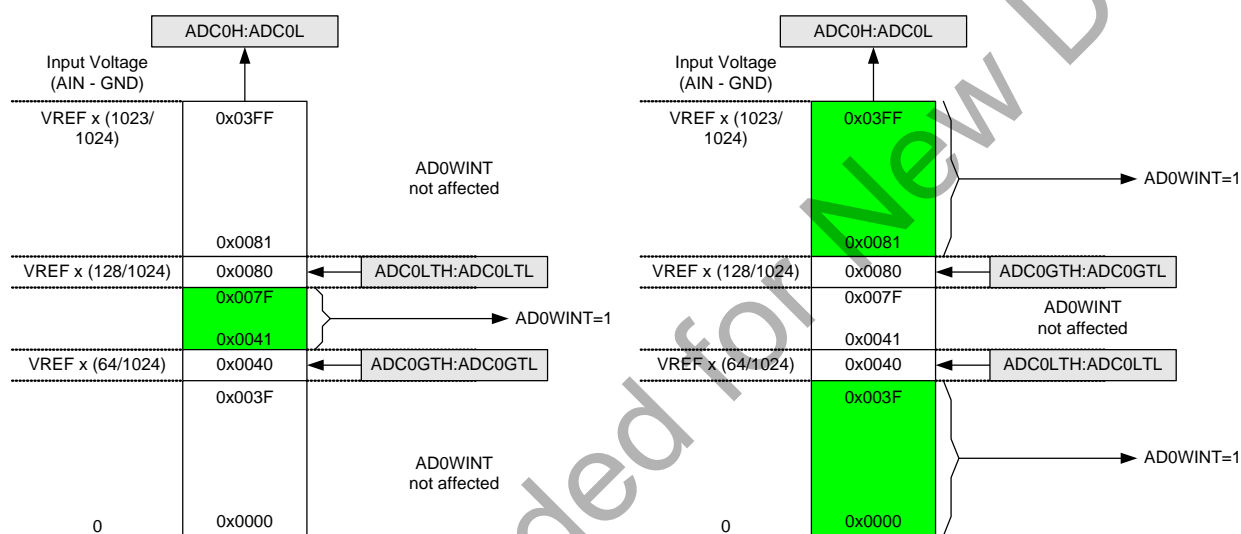 ADC0H:ADC0L
Input Voltage
(AIN - GND)
VREF x (1023/
1024)
0x03FF
AD0WINT
not affected
0x0081
VREF x (128/1024)
0x0080
ADC0LTH:ADC0LTL
0x007F
AD0WINT=1
0x0041
VREF x (64/1024)
0x0040
ADC0GTH:ADC0GTL
0x003F
AD0WINT
not affected
0
0x0000
ADC0H:ADC0L
Input Voltage
(AIN - GND)
VREF x (1023/
1024)
0x03FF
AD0WINT=1
0x0081
VREF x (128/1024)
0x0080
ADC0GTH:ADC0GTL
0x007F
AD0WINT
not affected
0x0041
VREF x (64/1024)
0x0040
ADC0LTH:ADC0LTL
0x003F
AD0WINT=1
0
0x0000
ded for New D